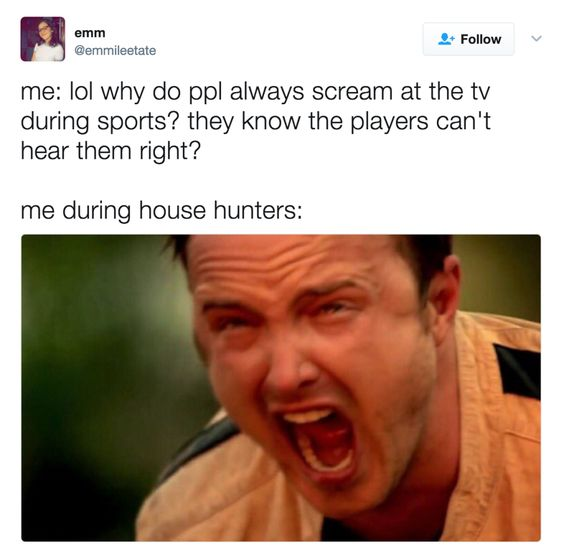 emm
@emmileetate
Follow
me: lol why do ppl always scream at the tv
during sports? they know the players can't
hear them right?
me during house hunters: